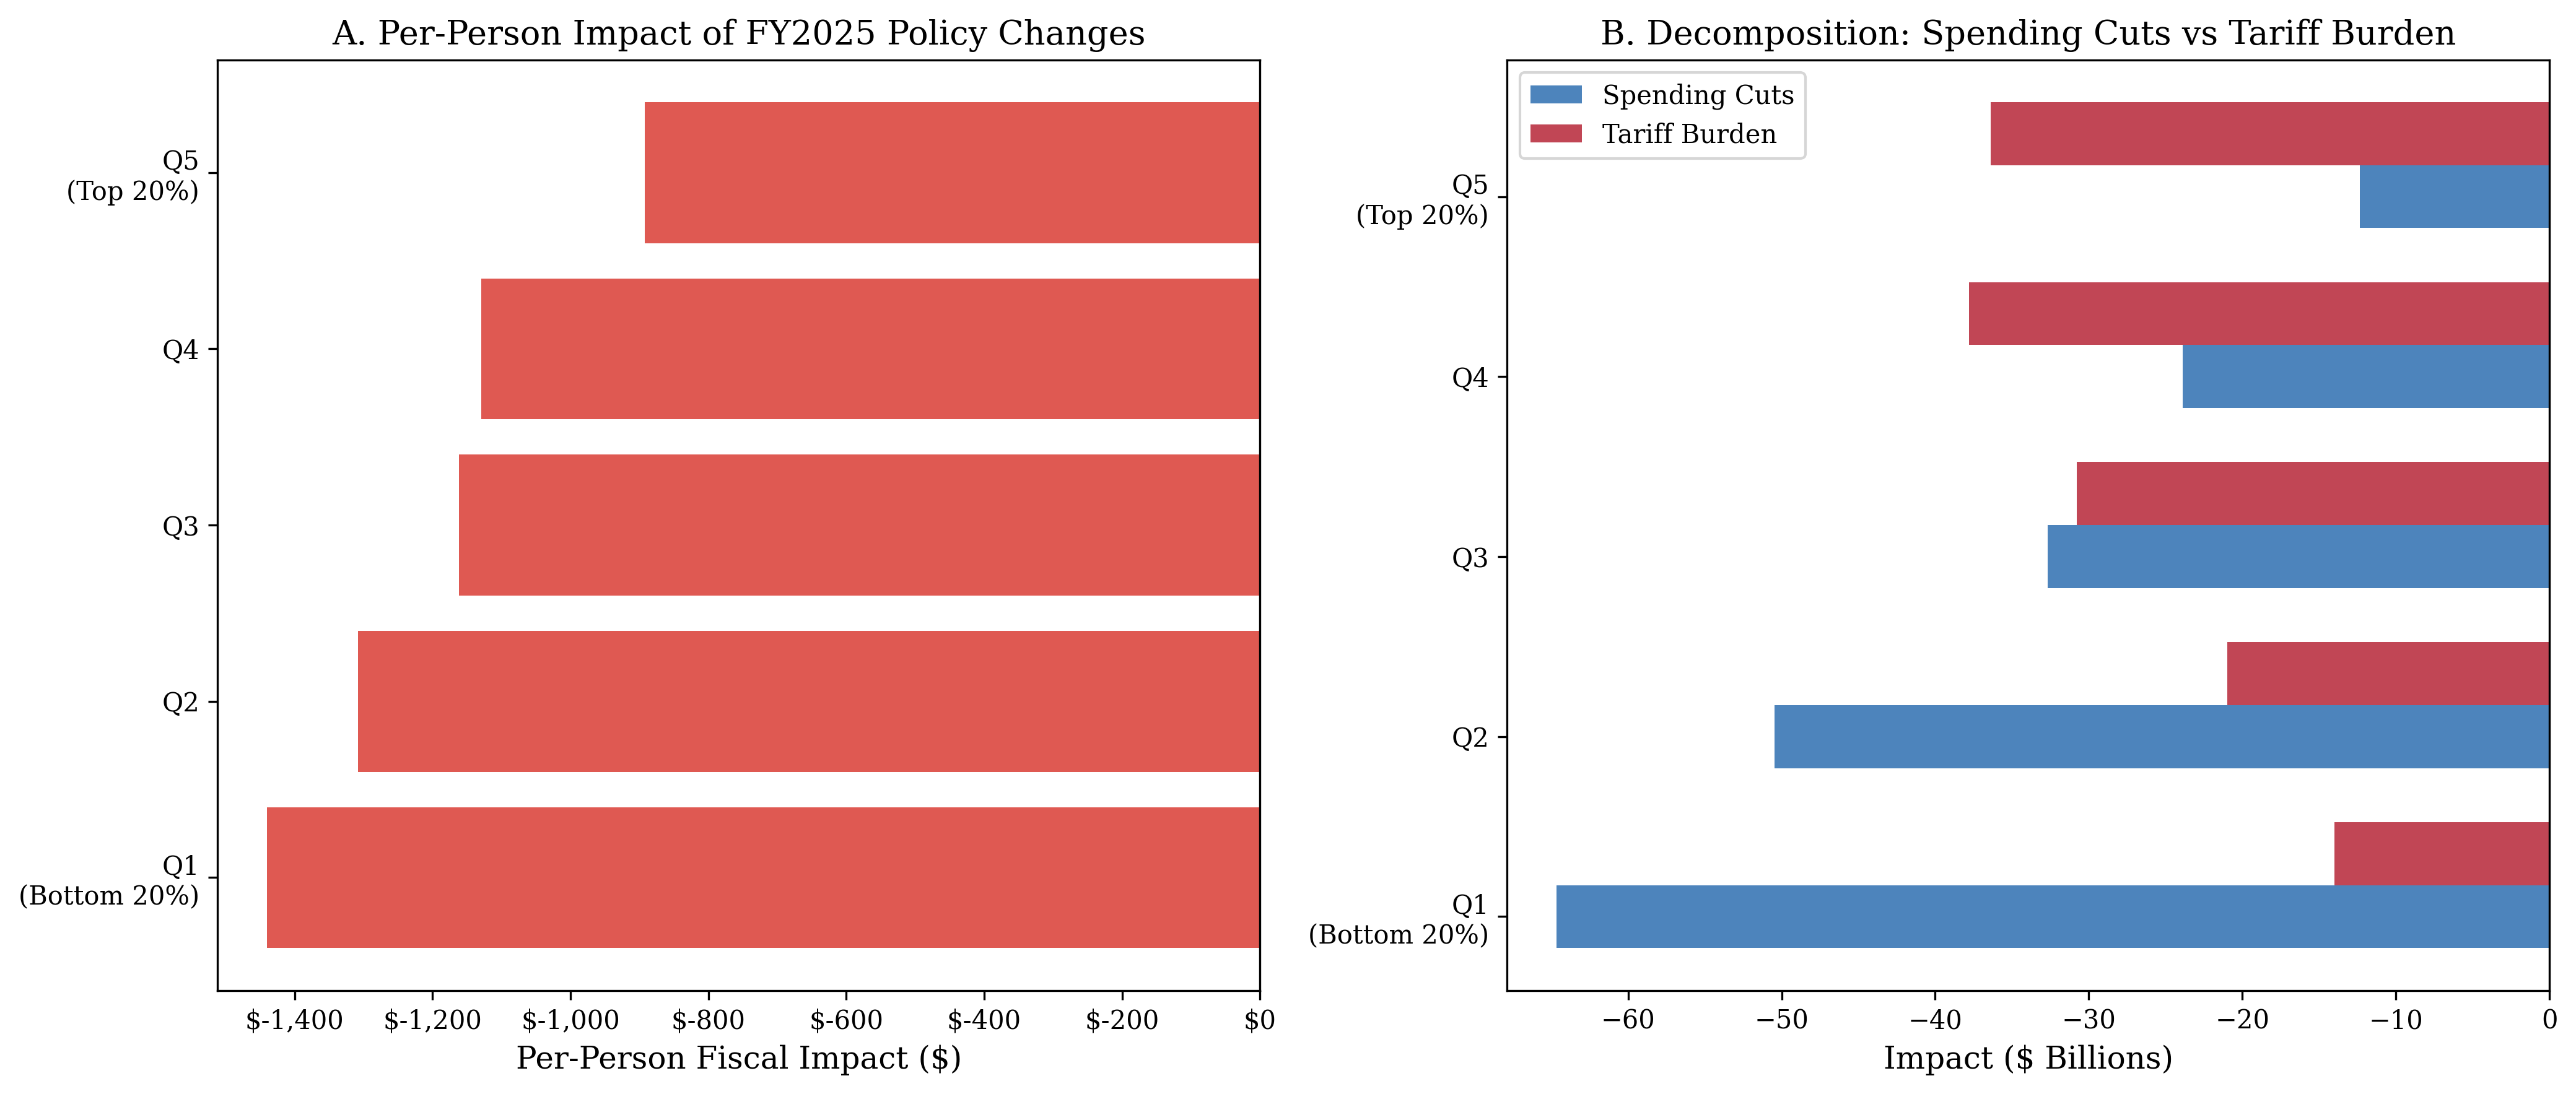 A. Per-Person Impact of FY2025 Policy Changes
Q5
(Top 20%)
Q4
Q3
Q2
Q1
(Bottom 20%)
$-1,400 $-1,200 $-1,000 $-800 $-600 $-400 $-200 $0
Per-Person Fiscal Impact ($)
B. Decomposition: Spending Cuts vs Tariff Burden
Spending Cuts
Tariff Burden
Q5
(Top 20%)
Q4
Q3
Q2
Q1
(Bottom 20%)
−60 −50 −40 −30 −20 −10 0
Impact ($ Billions)